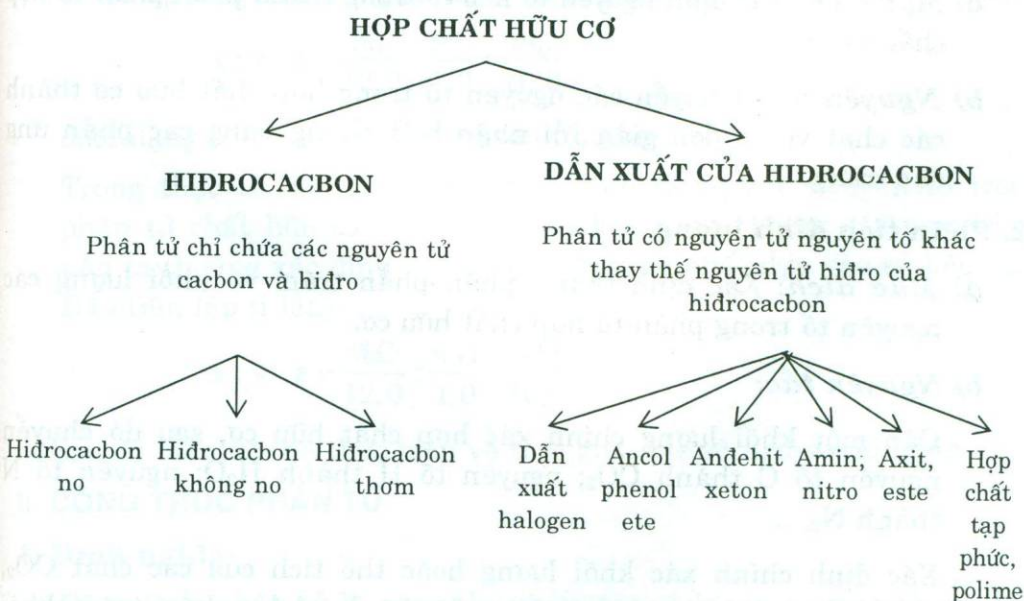 HỢP CHẤT HỮU CƠ
HIĐROCACBON
Phân tử chỉ chứa các nguyên tử
cacbon và hiđro
DẪN XUẤT CỦA HIĐROCACBON
Phân tử có nguyên tử nguyên tố khác
thay thế nguyên tử hiđro của
hiđrocacbon
Hiđrocacbon
no
Hiđrocacbon
không no
Hiđrocacbon
thơm
Dẫn
xuất
halogen
Ancol
phenol
ete
Anđehit
xeton
Amin,
nitro
Axit,
este
Hợp
chất
tạp
phức,
polime